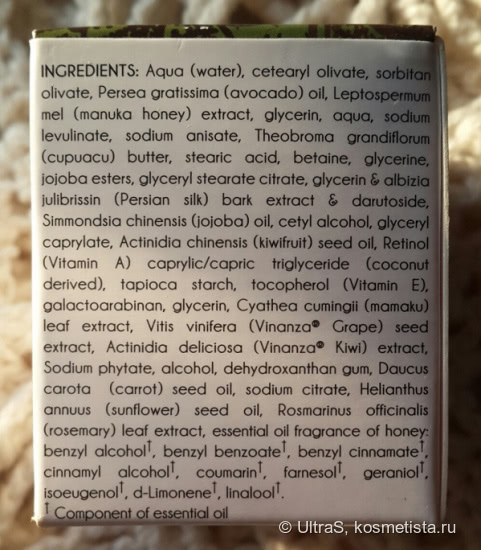 INGREDIENTS: Aqua (water), cetearyl olivate, sorbitan
olivate, Persea gratissima (avocado) oil, Leptospermum
mel (manuka honey) extract, glycerin, aqua, sodium
levulinate, sodium anisate, Theobroma grandiflorum
(cupuacu) butter, stearic acid, betaine, glycerine,
jojoba esters, glyceryl stearate citrate, glycerin & albizia
julibrissin (Persian silk) bark extract & darutoside,
Simmondsia chinensis (jojoba) oil, cetyl alcohol, glyceryl
caprylate, Actinidia chinensis (kiwifruit) seed oil, Retinol
(Vitamin A) caprylic/capric triglyceride (coconut
derived), tapioca starch, tocopherol (Vitamin E),
galactoarabinan, glycerin, Cyathea cumingii (mamaku)
leaf extract, Vitis vinifera (Vinanza® Grape) seed
extract, Actinidia deliciosa (Vinanza® Kiwi) extract,
Sodium phytate, alcohol, dehydroxanthan gum, Daucus
carota (carrot) seed oil, sodium citrate, Helianthus
annuus (sunflower) seed oil, Rosmarinus officinalis
(rosemary) leaf extract, essential oil fragrance of honey:
benzyl alcohol†, benzyl benzoate†, benzyl cinnamate†,
cinnamyl alcohol†, coumarin†, farnesol†, geraniol†,
isoeugenol†, d-Limonene†, linalool†.
† Component of essential oil
© UltraS, kosmetista.ru